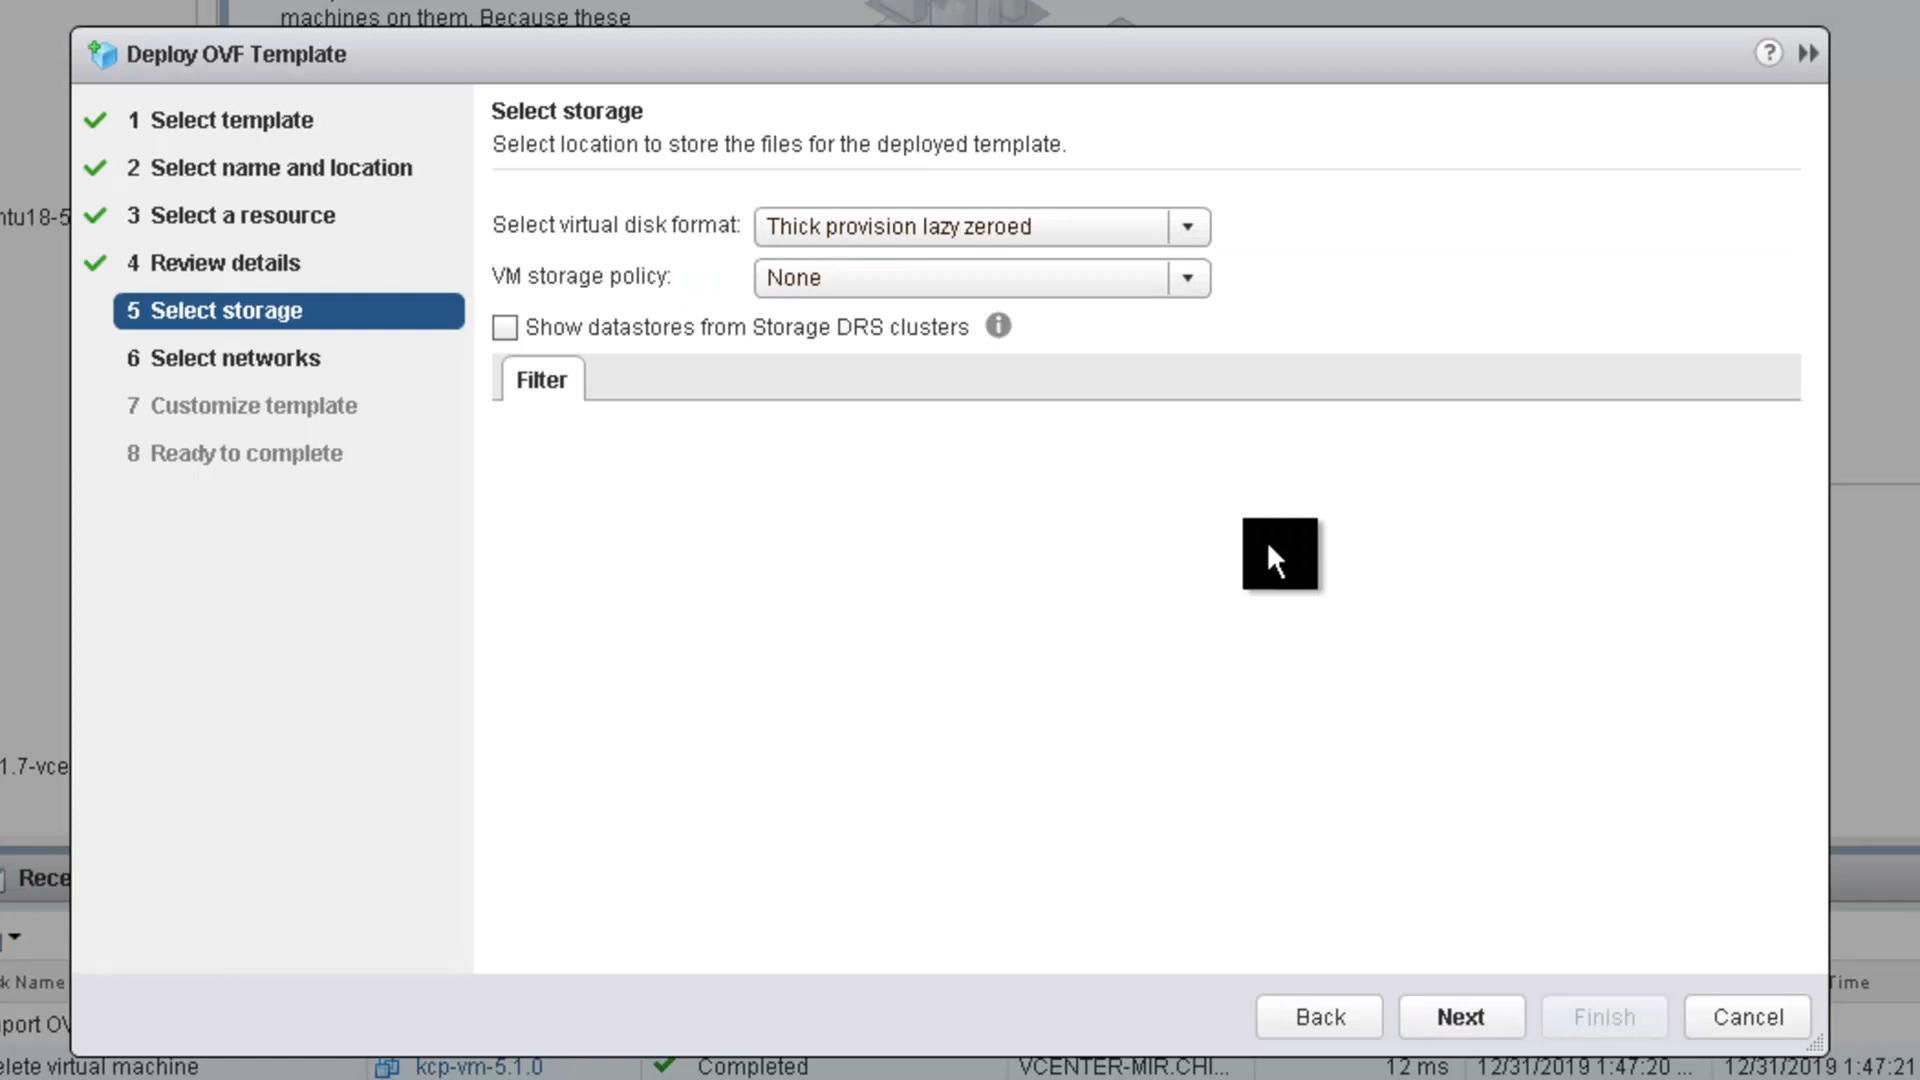 machines on them. Because these
Deploy OVF Template
?
1 Select template
2 Select name and location
3 Select a resource
4 Review details
5 Select storage
6 Select networks
7 Customize template
8 Ready to complete
Select storage
Select location to store the files for the deployed template.
Select virtual disk format: Thick provision lazy zeroed
VM storage policy: None
Show datastores from Storage DRS clusters
Filter
Back Next Finish Cancel
ntu18-5
1.7-vce
Rece
k Name Time
port OV
elete virtual machine kcp-vm-5.1.0 Completed VCENTER-MIR.CHI... 12 ms 12/31/2019 1:47:20 ... 12/31/2019 1:47:21